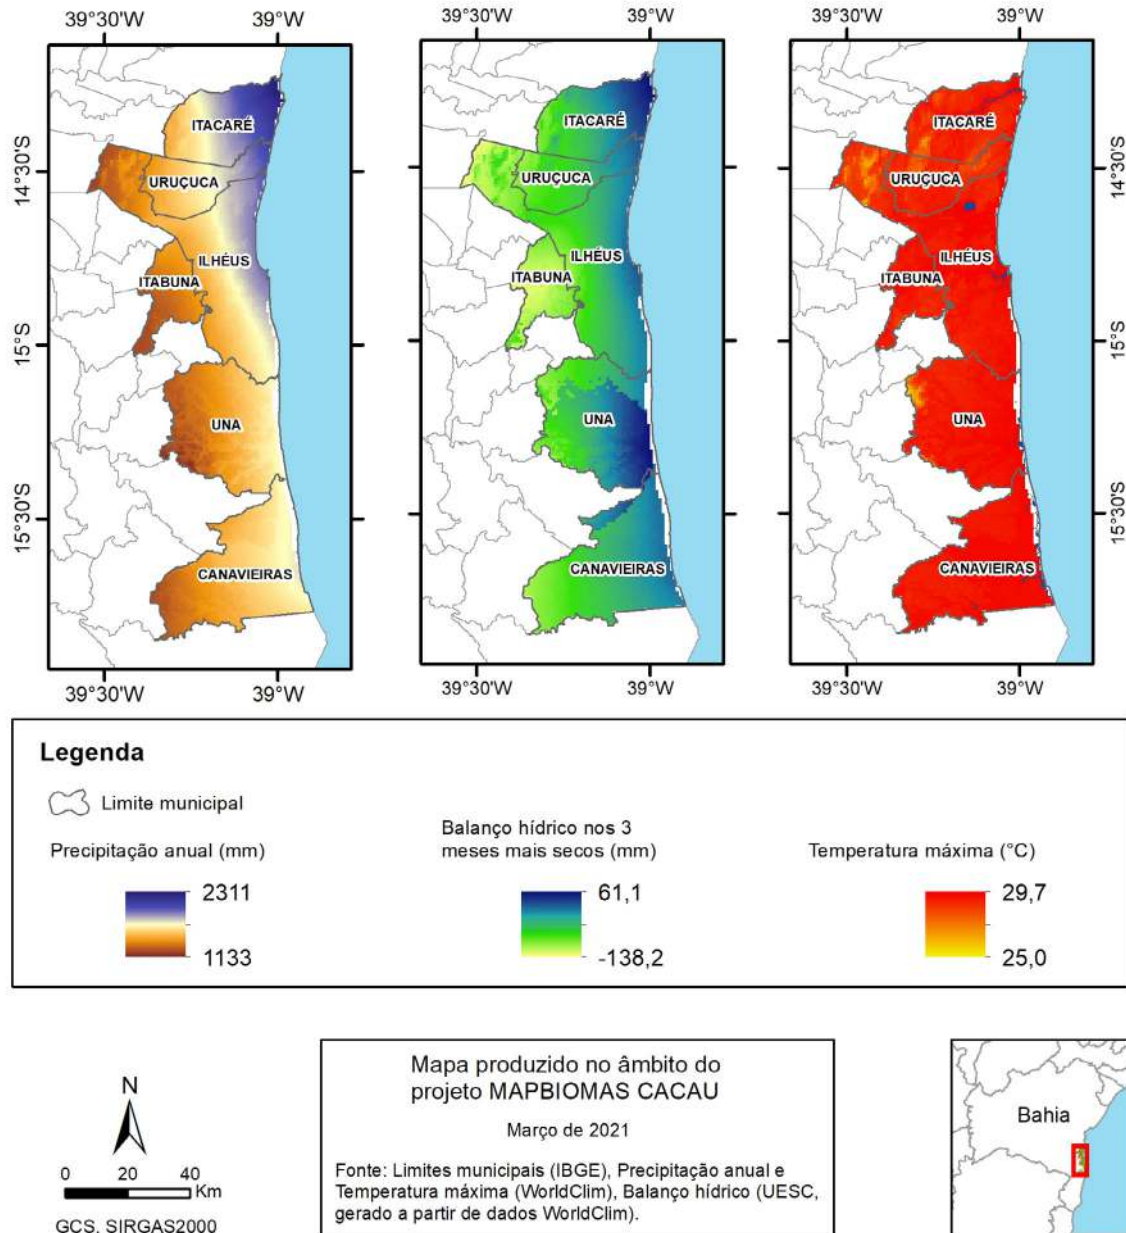 39°30'W 39°W 39°30'W 39°W 39°30'W 39°W
14°30'S
15°S
15°30'S
ITACARÉ
URUÇUCA
ILHÉUS
ITABUNA
UNA
CANAVIEIRAS
ITACARÉ
URUÇUCA
ILHÉUS
ITABUNA
UNA
CANAVIEIRAS
ITACARÉ
URUÇUCA
ILHÉUS
ITABUNA
UNA
CANAVIEIRAS
14°30'S
15°S
15°30'S
39°30'W 39°W 39°30'W 39°W 39°30'W 39°W
Legenda
Limite municipal
Precipitação anual (mm)
2311
1133
Balanço hídrico nos 3
meses mais secos (mm)
61,1
-138,2
Temperatura máxima (°C)
29,7
25,0
N
0 20 40
Km
GCS. SIRGAS2000
Mapa produzido no âmbito do
projeto MAPBIOMAS CACAU
Março de 2021
Fonte: Limites municipais (IBGE), Precipitação anual e
Temperatura máxima (WorldClim), Balanço hídrico (UESC,
gerado a partir de dados WorldClim).
Bahia